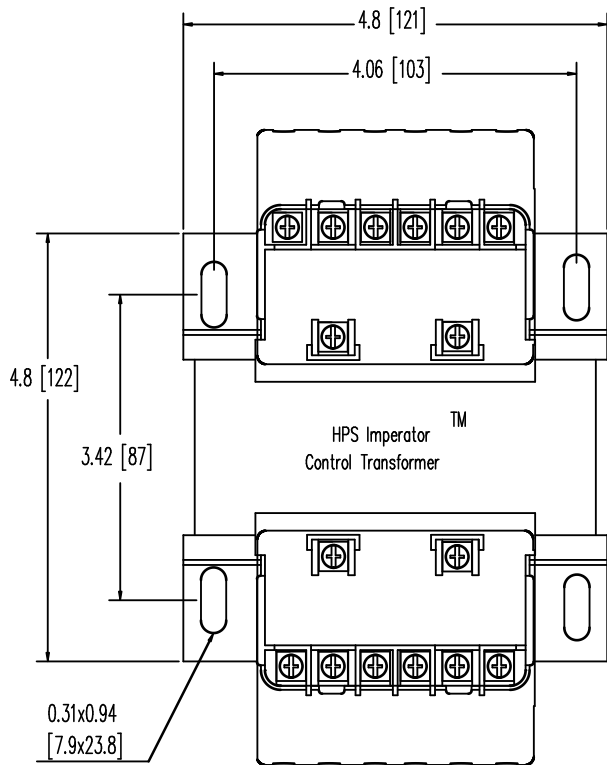 4.8 [121]
4.06 [103]
4.8 [122]
3.42 [87]
HPS Imperator TM
Control Transformer
0.31x0.94
[7.9x23.8]